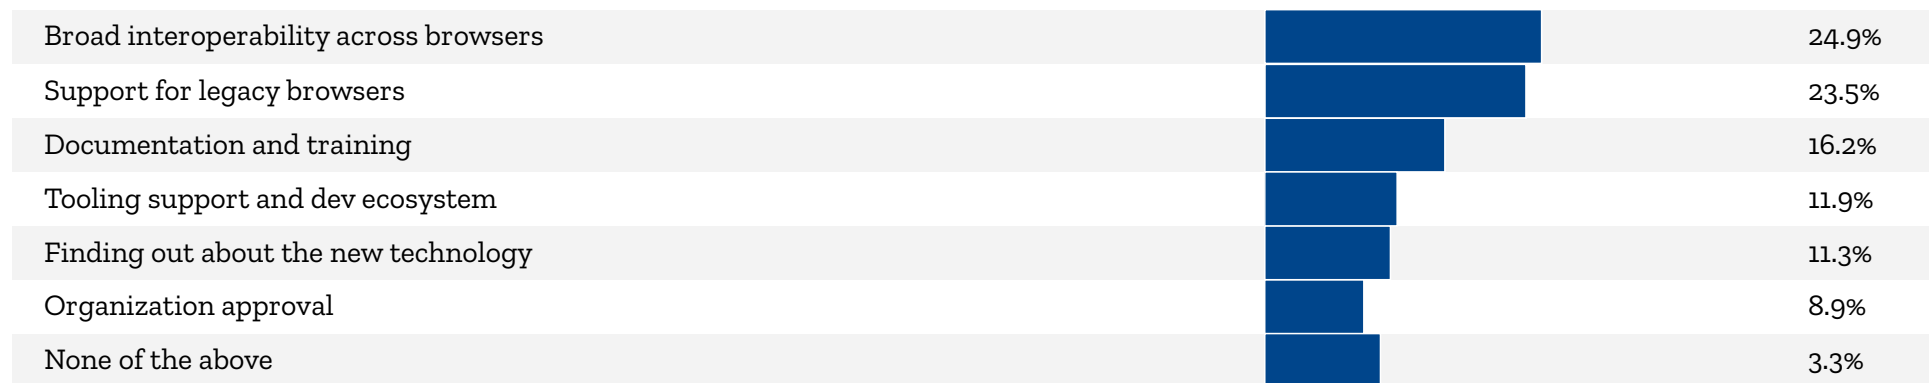 Broad interoperability across browsers 24.9%
Support for legacy browsers 23.5%
Documentation and training 16.2%
Tooling support and dev ecosystem 11.9%
Finding out about the new technology 11.3%
Organization approval 8.9%
None of the above 3.3%